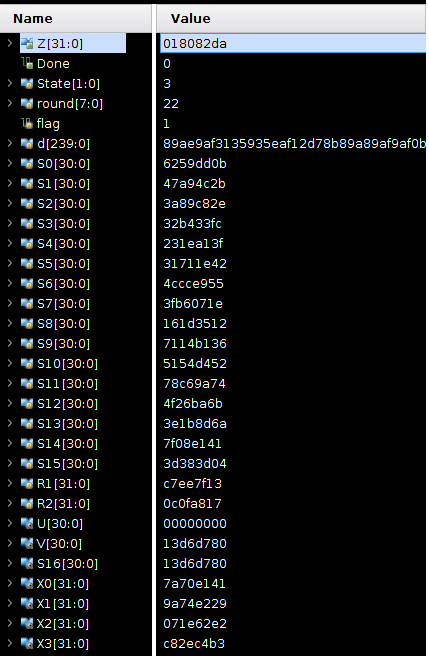 Name Value
Z[31:0] 018082da
Done 0
State[1:0] 3
round[7:0] 22
flag 1
d[239:0] 89ae9af3135935eaf12d78b89a89af9af0b
S0[30:0] 6259dd0b
S1[30:0] 47a94c2b
S2[30:0] 3a89c82e
S3[30:0] 32b433fc
S4[30:0] 231ea13f
S5[30:0] 31711e42
S6[30:0] 4ccce955
S7[30:0] 3fb6071e
S8[30:0] 161d3512
S9[30:0] 7114b136
S10[30:0] 5154d452
S11[30:0] 78c69a74
S12[30:0] 4f26ba6b
S13[30:0] 3e1b8d6a
S14[30:0] 7f08e141
S15[30:0] 3d383d04
R1[31:0] c7ee7f13
R2[31:0] 0c0fa817
U[30:0] 00000000
V[30:0] 13d6d780
S16[30:0] 13d6d780
X0[31:0] 7a70e141
X1[31:0] 9a74e229
X2[31:0] 071e62e2
X3[31:0] c82ec4b3